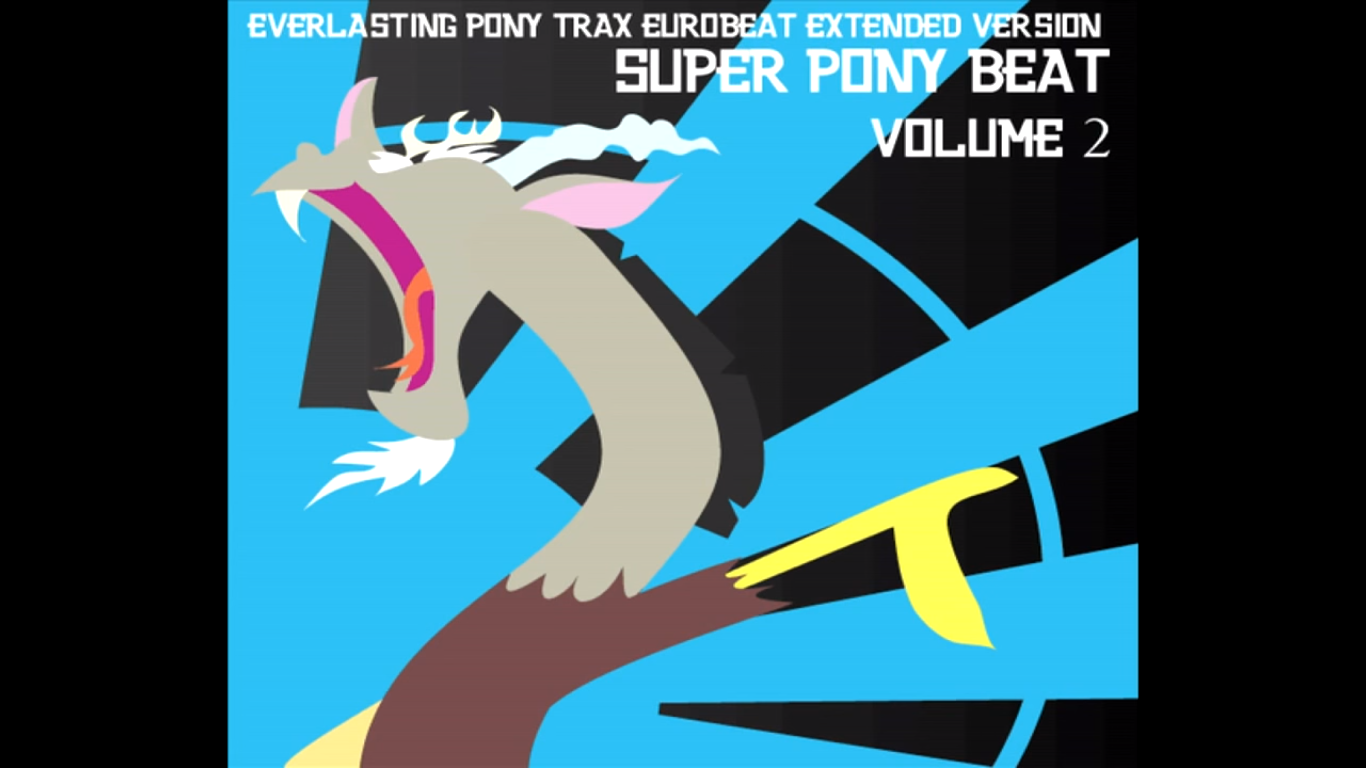 EVERLASTING PONY TRAX EUROBEAT EXTENDED VERSION
SUPER PONY BEAT
VOLUME 2